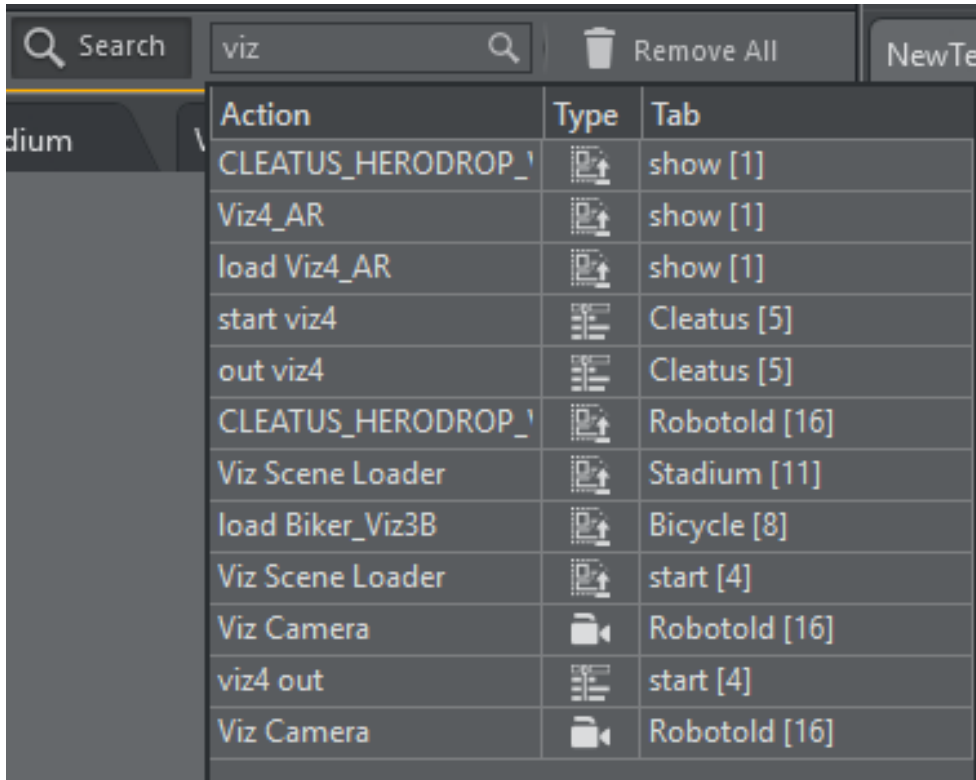 Search viz Remove All NewTe
dium
Action Type Tab
CLEATUS_HERODROP_ show [1]
Viz4_AR show [1]
load Viz4_AR show [1]
start viz4 Cleatus [5]
out viz4 Cleatus [5]
CLEATUS_HERODROP_ Robotold [16]
Viz Scene Loader Stadium [11]
load Biker_Viz3B Bicycle [8]
Viz Scene Loader start [4]
Viz Camera Robotold [16]
viz4 out start [4]
Viz Camera Robotold [16]